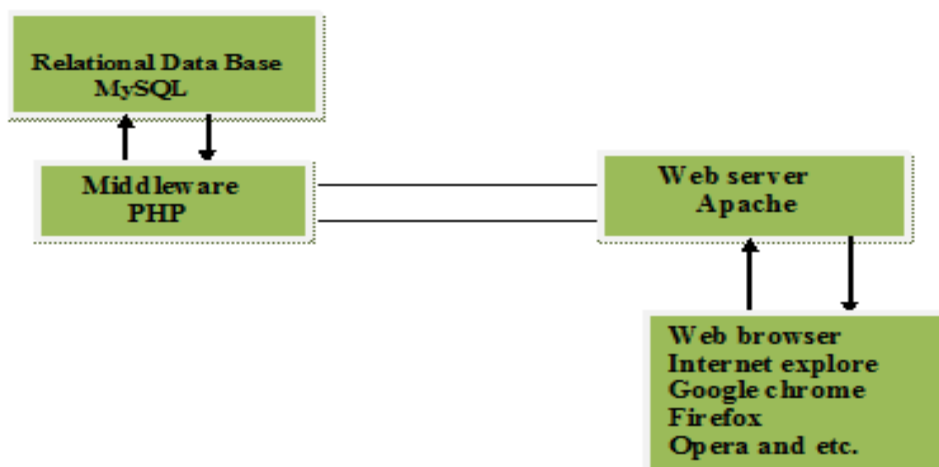 Relational Data Base
MySQL
Middleware
PHP
Web server
Apache
Web browser
Internet explore
Google chrome
Firefox
Opera and etc.